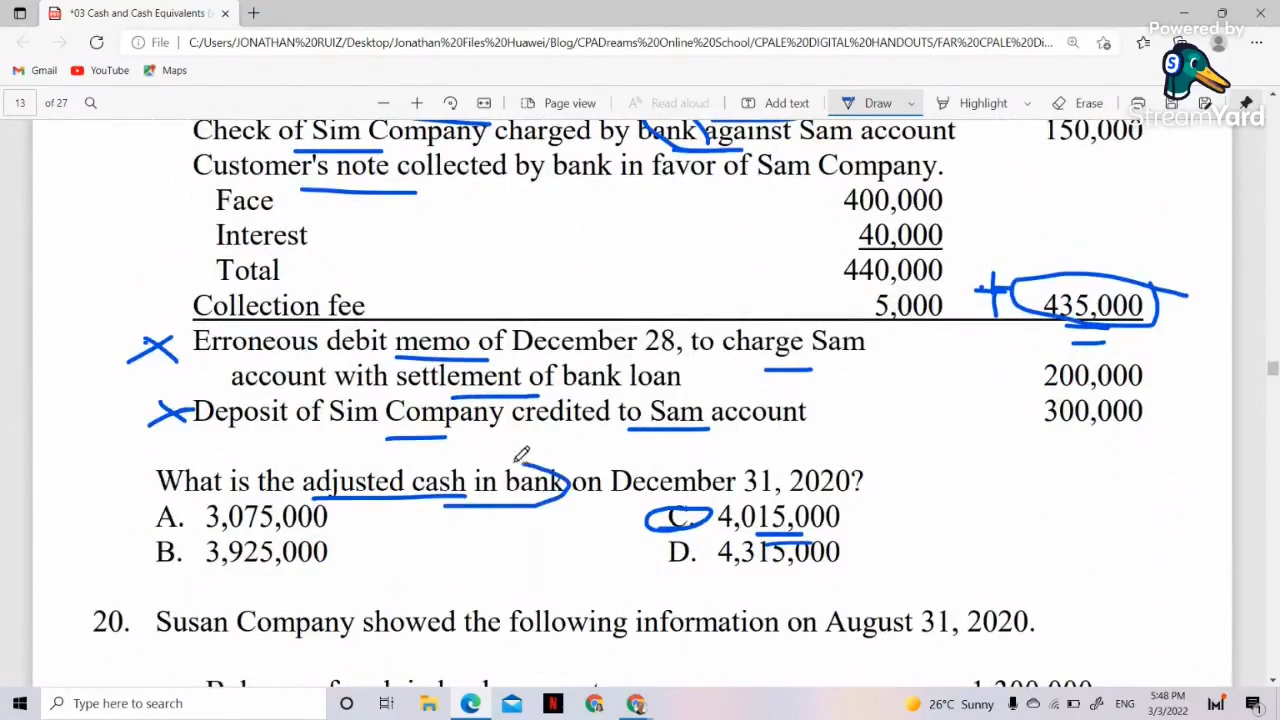 *03 Cash and Cash Equivalents (
File C:/Users/JONATHAN%20RUIZ/Desktop/Jonathan%20Files%20Huawei/Blog/CPADreams%20Online%20School/CPALE%20DIGITAL%20HANDOUTS/FAR%20CPALE%20Di...
Powered by
StreamYard
Gmail YouTube Maps
13 of 27 Page view Read aloud Add text Draw Highlight Erase
Check of Sim Company charged by bank against Sam account 150,000
Customer's note collected by bank in favor of Sam Company.
Face 400,000
Interest 40,000
Total 440,000
Collection fee 5,000 435,000
Erroneous debit memo of December 28, to charge Sam
account with settlement of bank loan 200,000
Deposit of Sim Company credited to Sam account 300,000
What is the adjusted cash in bank on December 31, 2020?
A. 3,075,000 C. 4,015,000
B. 3,925,000 D. 4,315,000
20. Susan Company showed the following information on August 31, 2020.
Type here to search 26°C Sunny ENG 5:48 PM
3/3/2022